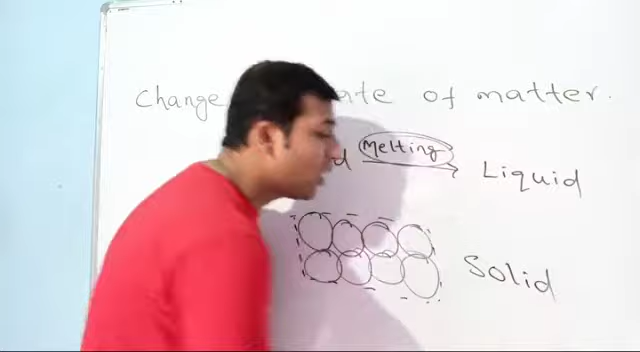 Change ate of matter.
d Melting Liquid
Solid